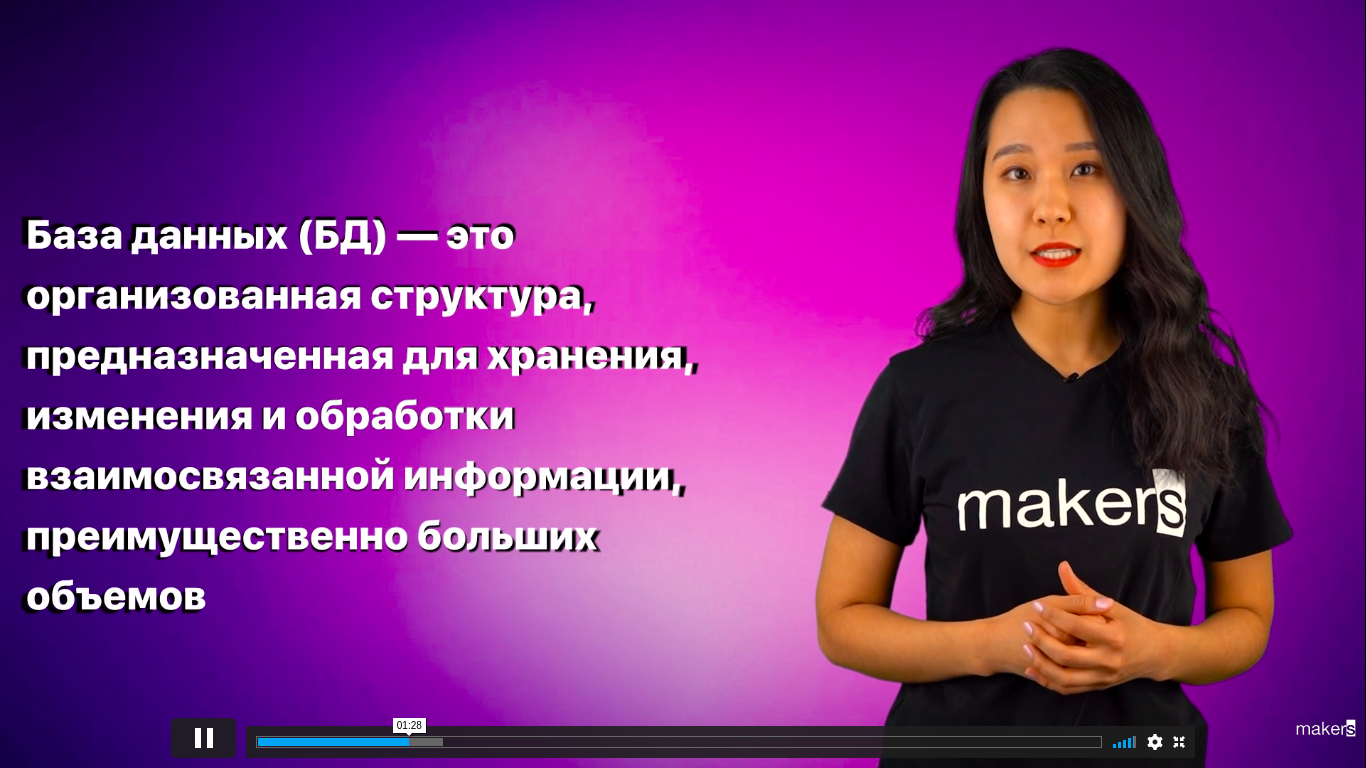 База данных (БД) — это
организованная структура,
предназначенная для хранения,
изменения и обработки
взаимосвязанной информации,
преимущественно больших
объемов
makers
01:28
makers